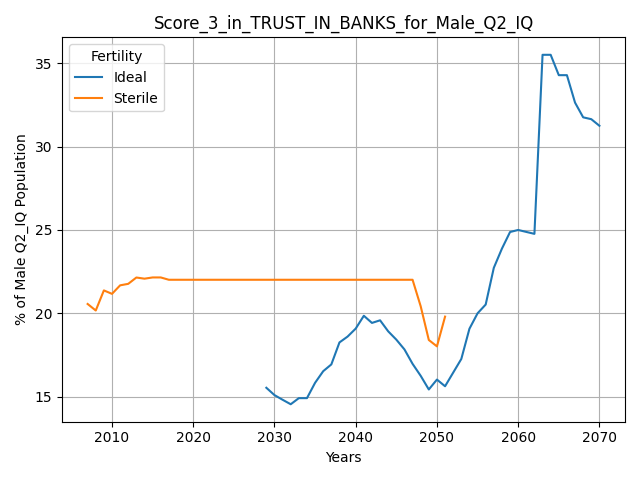 Score_3_in_TRUST_IN_BANKS_for_Male_Q2_IQ
Fertility
Ideal
Sterile
% of Male Q2_IQ Population
35
30
25
20
15
2010 2020 2030 2040 2050 2060 2070
Years